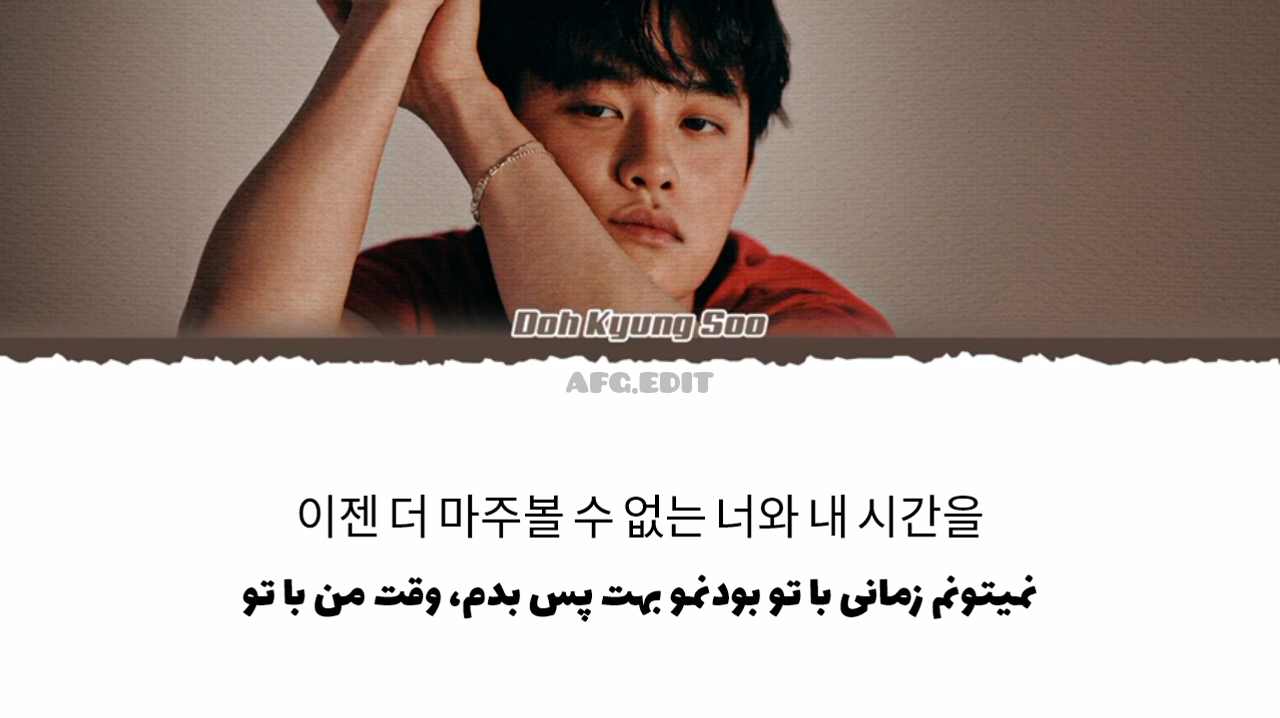 Doh Kyung Soo
AFG.EDIT
이젠 더 마주볼 수 없는 너와 내 시간을
نمیتونم زمانی با تو بودنمو بهت پس بدم، وقت من با تو